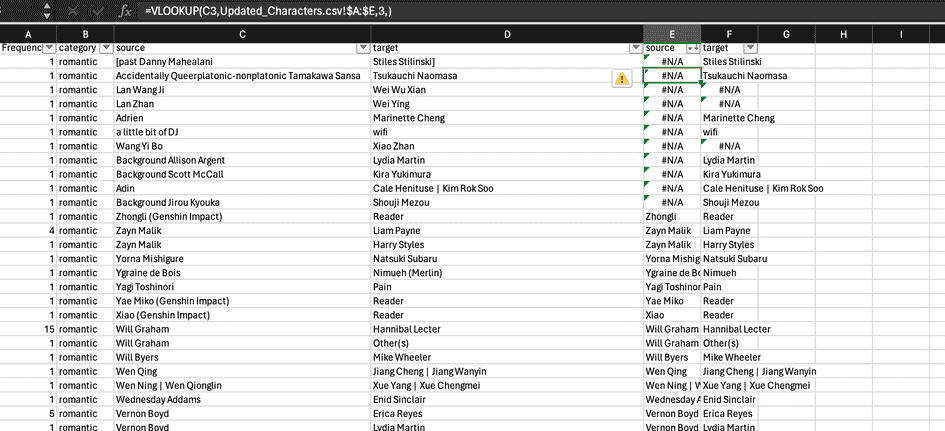 fx =VLOOKUP(C3,Updated_Characters.csv!$A:$E,3,)
A B C D E F G H I
Frequenc category source target source target
1 romantic [past Danny Mahealani Stiles Stilinski] #N/A Stiles Stilinski
1 romantic Accidentally Queerplatonic-nonplatonic Tamakawa Sansa Tsukauchi Naomasa #N/A Tsukauchi Naomasa
1 romantic Lan WangJi Wei Wu Xian #N/A #N/A
1 romantic Lan Zhan Wei Ying #N/A #N/A
1 romantic Adrien Marinette Cheng #N/A Marinette Cheng
1 romantic a little bit of DJ wifi #N/A wifi
1 romantic Wang Yi Bo Xiao Zhan #N/A #N/A
1 romantic Background Allison Argent Lydia Martin #N/A Lydia Martin
1 romantic Background Scott McCall Kira Yukimura #N/A Kira Yukimura
1 romantic Adin Cale Henituse | Kim Rok Soo #N/A Cale Henituse | Kim Rok Soo
1 romantic Background Jirou Kyouka Shouji Mezou #N/A Shouji Mezou
1 romantic Zhongli (Genshin Impact) Reader Zhongli Reader
4 romantic Zayn Malik Liam Payne Zayn Malik Liam Payne
1 romantic Zayn Malik Harry Styles Zayn Malik Harry Styles
1 romantic Yorna Mishigure Natsuki Subaru Yorna Mishig Natsuki Subaru
1 romantic Ygraine de Bois Nimueh (Merlin) Ygraine de Bo Nimueh
1 romantic Yagi Toshinori Pain Yagi Toshinor Pain
1 romantic Yae Miko (Genshin Impact) Reader Yae Miko Reader
1 romantic Xiao (Genshin Impact) Reader Xiao Reader
15 romantic Will Graham Hannibal Lecter Will Graham Hannibal Lecter
1 romantic Will Graham Other(s) Will Graham Other(s)
1 romantic Will Byers Mike Wheeler Will Byers Mike Wheeler
1 romantic Wen Qing Jiang Cheng | Jiang Wanyin Wen Qing Jiang Cheng | Jiang Wanyin
1 romantic Wen Ning | Wen Qionglin Xue Yang | Xue Chengmei Wen Ning | W Xue Yang | Xue Chengmei
1 romantic Wednesday Addams Enid Sinclair Wednesday A Enid Sinclair
5 romantic Vernon Boyd Erica Reyes Vernon Boyd Erica Reyes
1 romantic Vernon Boyd Lydia Martin Vernon Boyd Lydia Martin